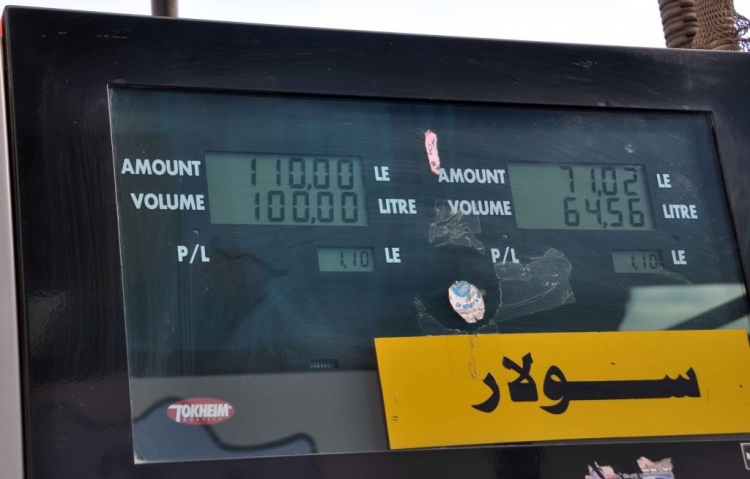 AMOUNT 110,00 LE
VOLUME 100,00 LITRE
P/L 1,10 LE
AMOUNT 71,02 LE
VOLUME 64,56 LITRE
P/L 1,10 LE
سولار
TOKHEIM